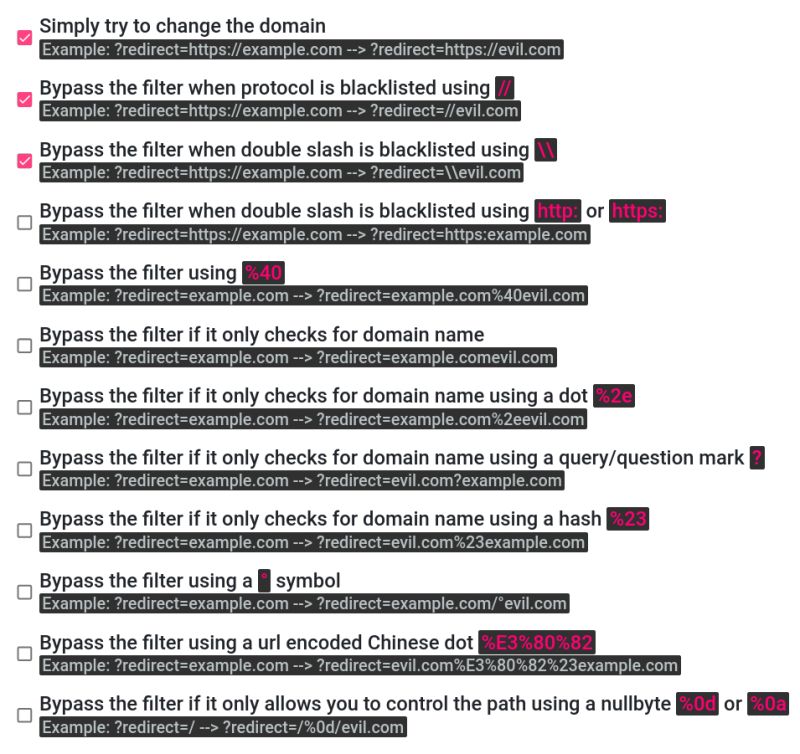 Simply try to change the domain
Example: ?redirect=https://example.com --> ?redirect=https://evil.com
Bypass the filter when protocol is blacklisted using //
Example: ?redirect=https://example.com --> ?redirect=//evil.com
Bypass the filter when double slash is blacklisted using \\
Example: ?redirect=https://example.com --> ?redirect=\\evil.com
Bypass the filter when double slash is blacklisted using http: or https:
Example: ?redirect=https://example.com --> ?redirect=https:example.com
Bypass the filter using %40
Example: ?redirect=example.com --> ?redirect=example.com%40evil.com
Bypass the filter if it only checks for domain name
Example: ?redirect=example.com --> ?redirect=example.comevil.com
Bypass the filter if it only checks for domain name using a dot %2e
Example: ?redirect=example.com --> ?redirect=example.com%2eevil.com
Bypass the filter if it only checks for domain name using a query/question mark ?
Example: ?redirect=example.com --> ?redirect=evil.com?example.com
Bypass the filter if it only checks for domain name using a hash %23
Example: ?redirect=example.com --> ?redirect=evil.com%23example.com
Bypass the filter using a ° symbol
Example: ?redirect=example.com --> ?redirect=example.com/°evil.com
Bypass the filter using a url encoded Chinese dot %E3%80%82
Example: ?redirect=example.com --> ?redirect=evil.com%E3%80%82%23example.com
Bypass the filter if it only allows you to control the path using a nullbyte %0d or %0a
Example: ?redirect=/ --> ?redirect=/%0d/evil.com